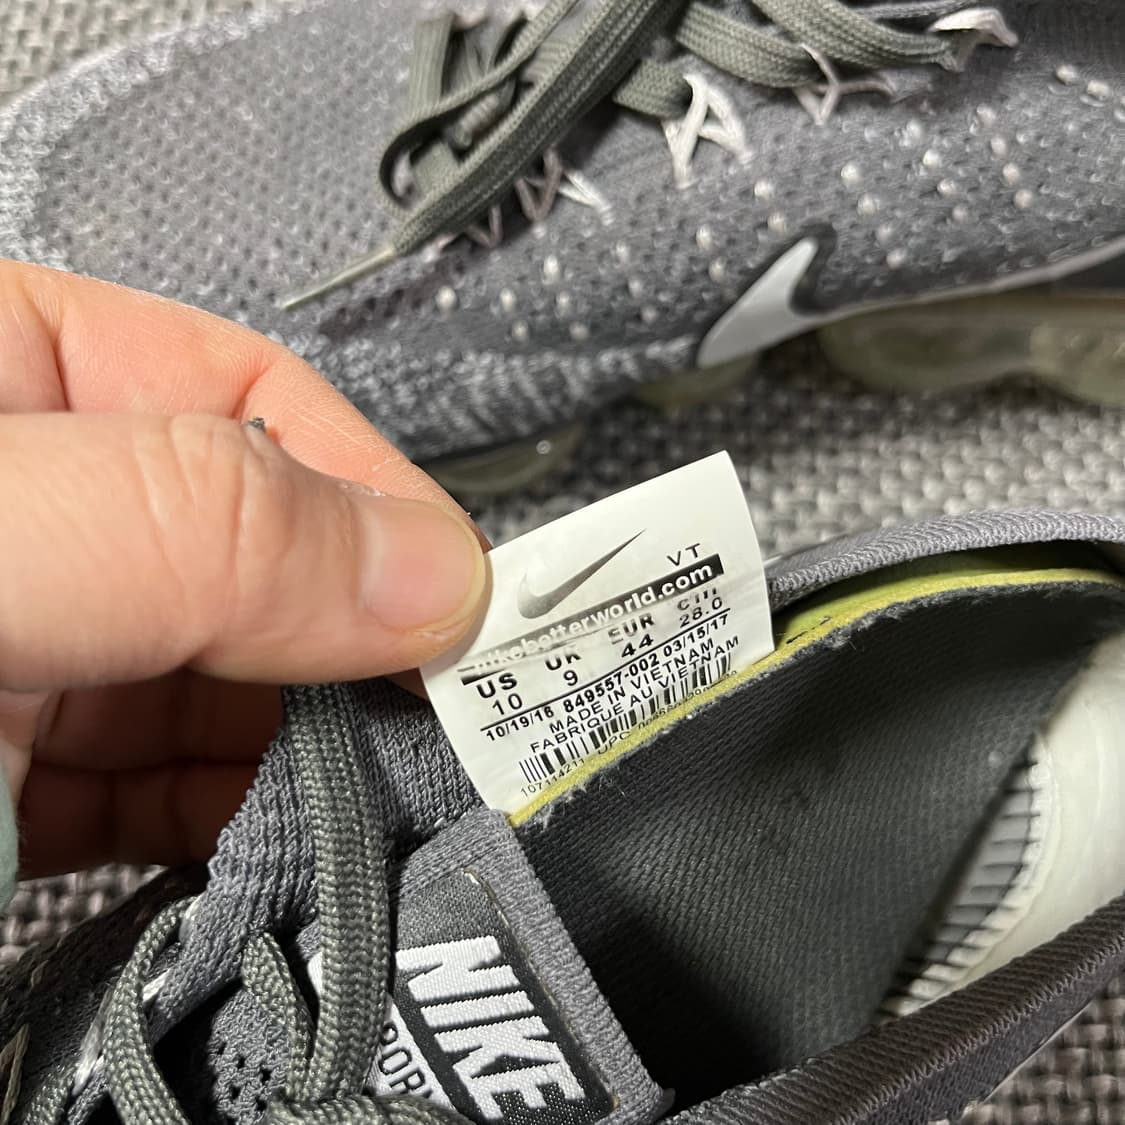 VT
nikebetterworld.com
US UK EUR cm
10 9 44 28.0
10/19/16 849557-002 03/15/17
MADE IN VIETNAM
FABRIQUE AU VIETNAM
UPC
NIKE